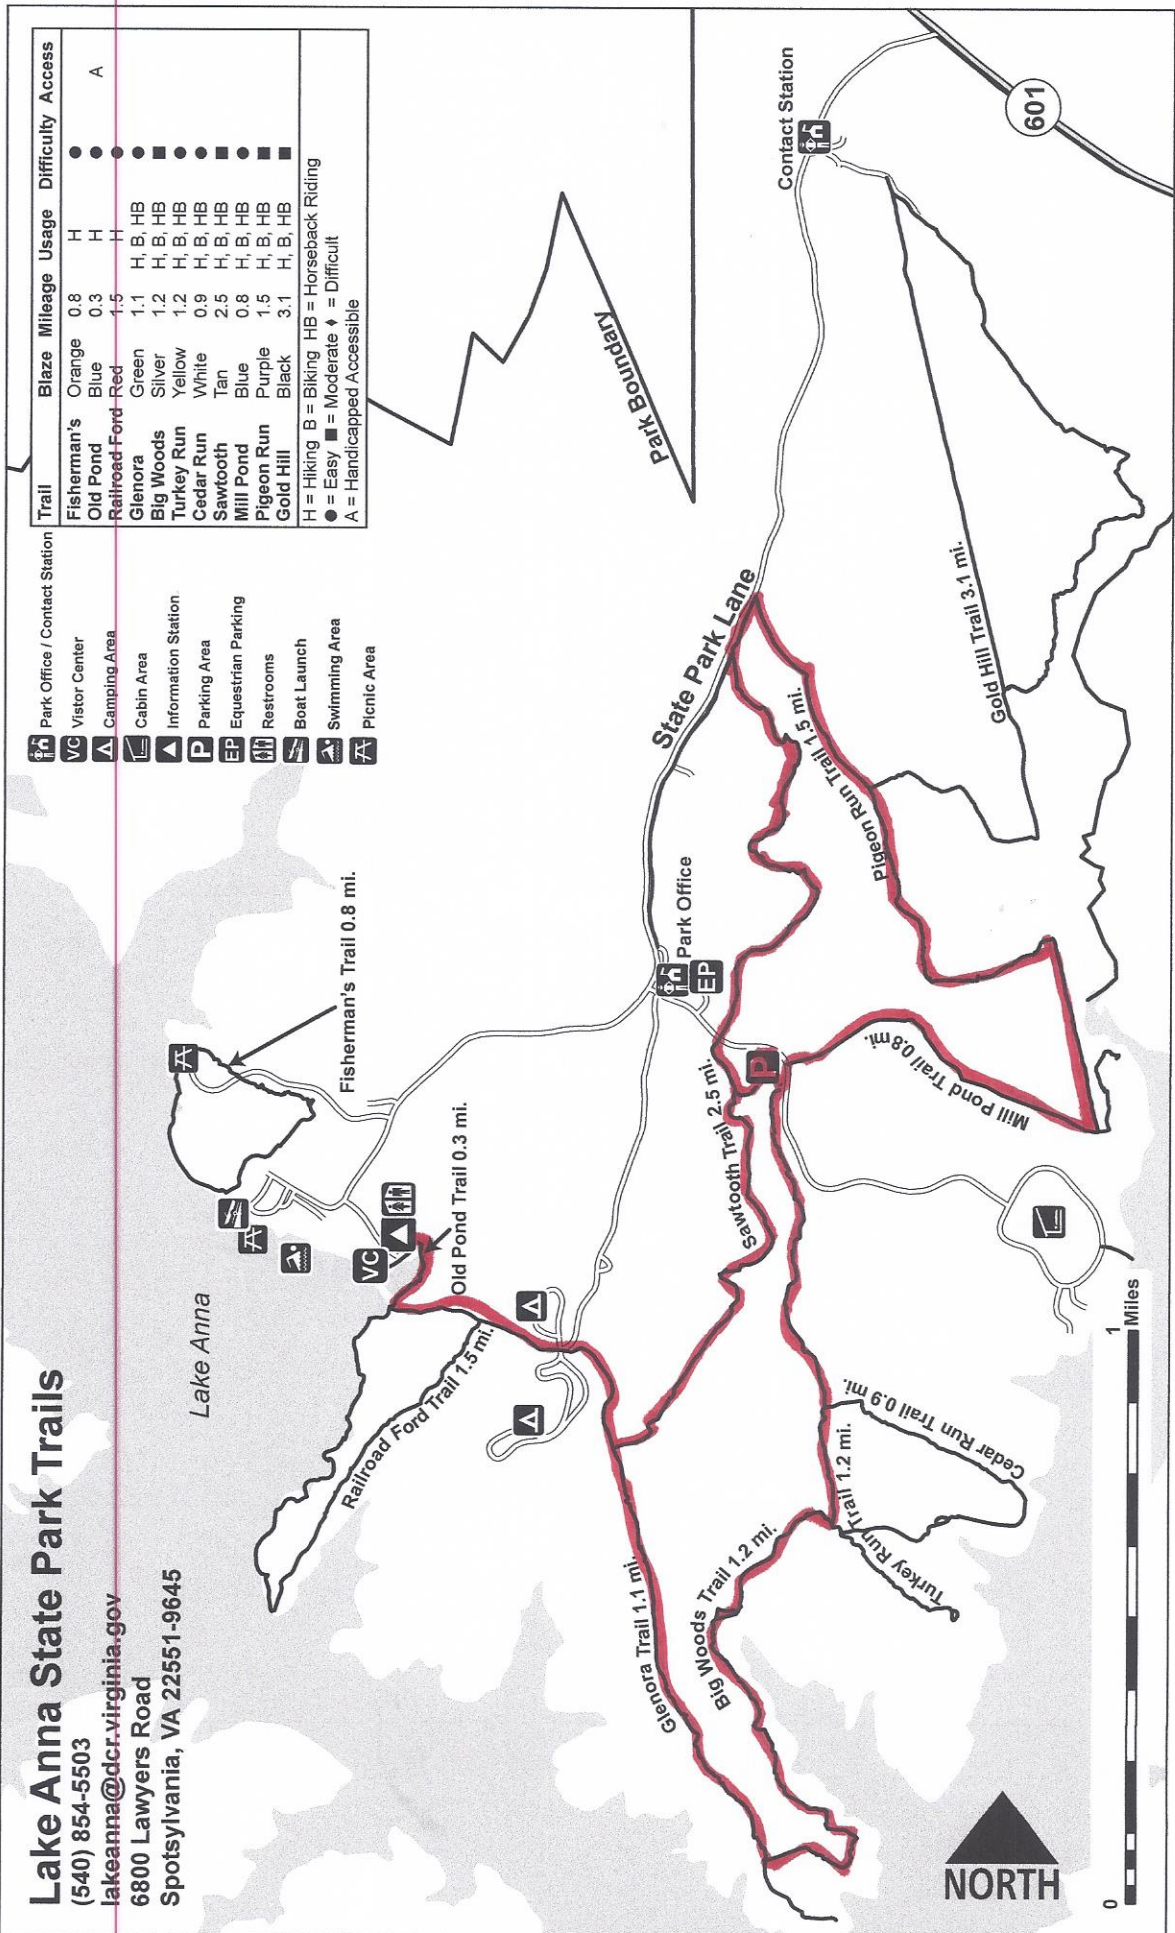 Lake Anna State Park Trails
(540) 854-5503
lakeanna@dcr.virginia.gov
6800 Lawyers Road
Spotsylvania, VA 22551-9645
Park Office / Contact Station
VC Vistor Center
Camping Area
Cabin Area
Information Station
P Parking Area
EP Equestrian Parking
Restrooms
Boat Launch
Swimming Area
Picnic Area
Trail Blaze Mileage Usage Difficulty Access
Fisherman's Orange 0.8 H ●
Old Pond Blue 0.3 H ● A
Railroad Ford Red 1.5 H ●
Glenora Green 1.1 H, B, HB ●
Big Woods Silver 1.2 H, B, HB ■
Turkey Run Yellow 1.2 H, B, HB ●
Cedar Run White 0.9 H, B, HB ●
Sawtooth Tan 2.5 H, B, HB ■
Mill Pond Blue 0.8 H, B, HB ●
Pigeon Run Purple 1.5 H, B, HB ■
Gold Hill Black 3.1 H, B, HB ■
H = Hiking B = Biking HB = Horseback Riding
● = Easy ■ = Moderate ♦ = Difficult
A = Handicapped Accessible
Lake Anna
Fisherman's Trail 0.8 mi.
VC
Old Pond Trail 0.3 mi.
Railroad Ford Trail 1.5 mi.
Park Office
EP
State Park Lane
Park Boundary
Contact Station
601
P
Sawtooth Trail 2.5 mi.
Pigeon Run Trail 1.5 mi.
Gold Hill Trail 3.1 mi.
Mill Pond Trail 0.8 mi.
Glenora Trail 1.1 mi.
Big Woods Trail 1.2 mi.
Turkey Run Trail 1.2 mi.
Cedar Run Trail 0.9 mi.
NORTH
0
1
Miles